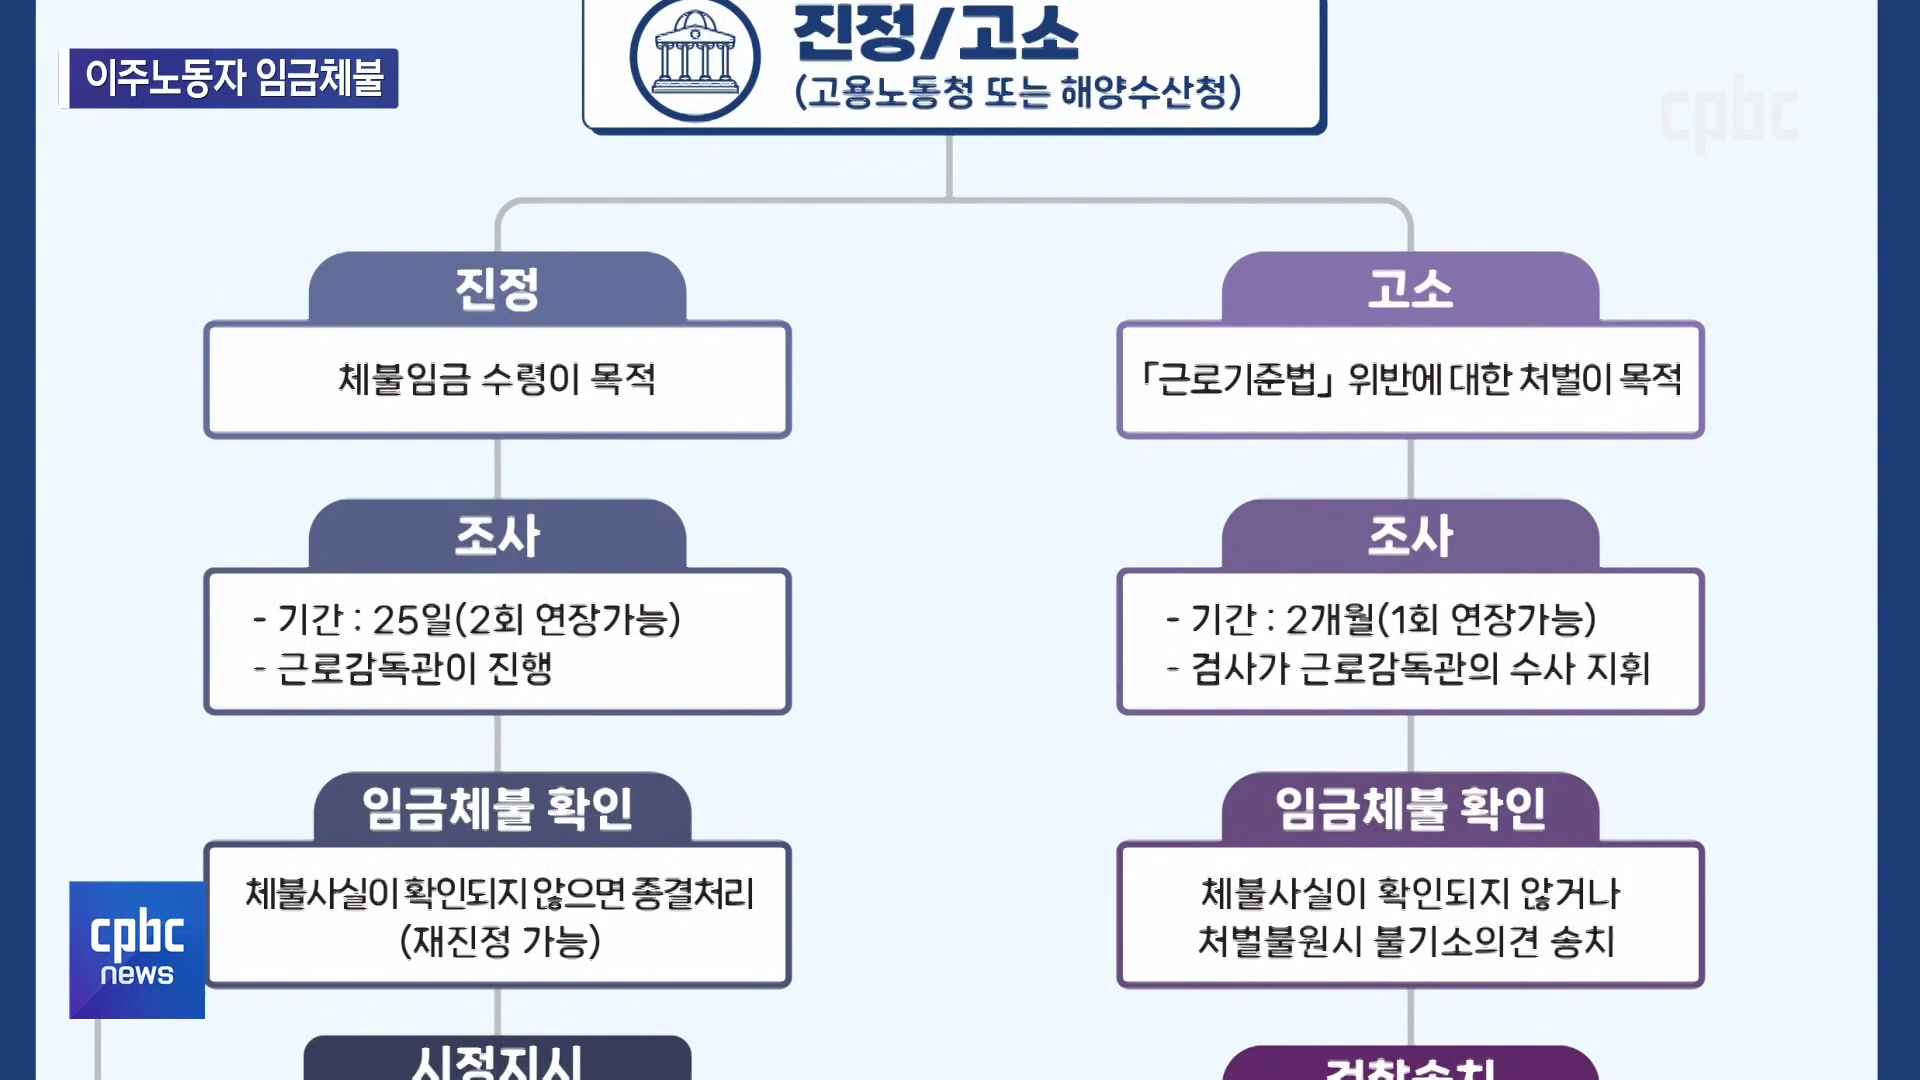 이주노동자 임금체불
진정/고소
(고용노동청 또는 해양수산청)
cpbc
진정
체불임금 수령이 목적
조사
- 기간 : 25일(2회 연장가능)
- 근로감독관이 진행
임금체불 확인
체불사실이 확인되지 않으면 종결처리
(재진정 가능)
시정지시
고소
「근로기준법」 위반에 대한 처벌이 목적
조사
- 기간 : 2개월(1회 연장가능)
- 검사가 근로감독관의 수사 지휘
임금체불 확인
체불사실이 확인되지 않거나
처벌불원시 불기소의견 송치
검찰송치
cpbc
news